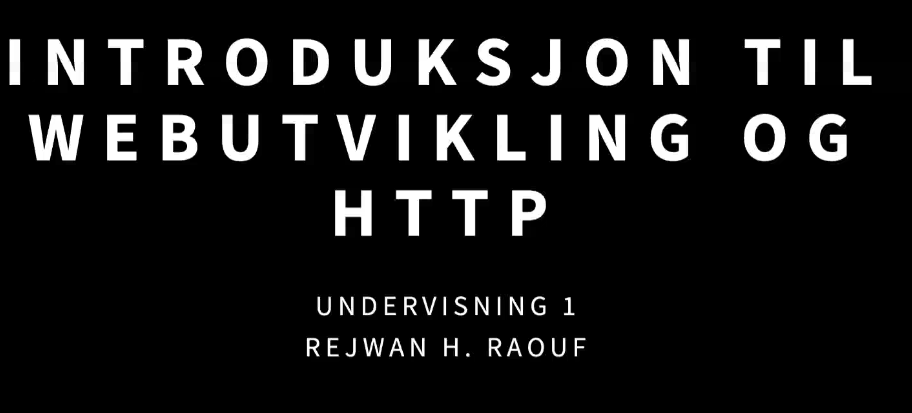 INTRODUKSJON TIL
WEBUTVIKLING OG
HTTP
UNDERVISNING 1
REJWAN H. RAOUF